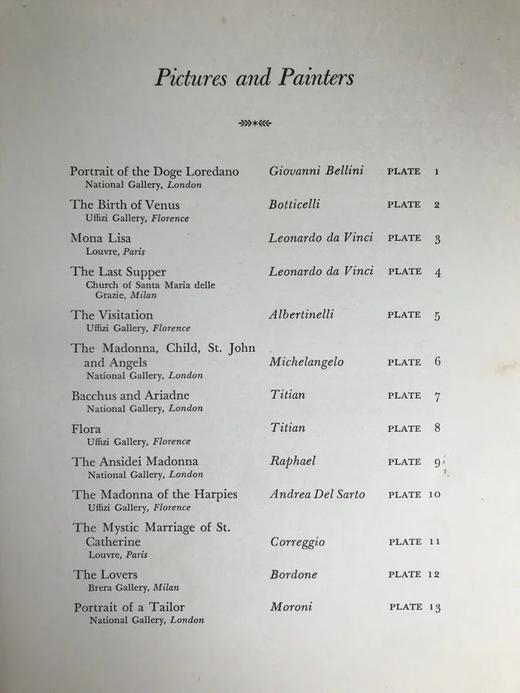 Pictures and Painters
Portrait of the Doge Loredano Giovanni Bellini PLATE 1
National Gallery, London
The Birth of Venus Botticelli PLATE 2
Uffizi Gallery, Florence
Mona Lisa Leonardo da Vinci PLATE 3
Louvre, Paris
The Last Supper Leonardo da Vinci PLATE 4
Church of Santa Maria delle
Grazie, Milan
The Visitation Albertinelli PLATE 5
Uffizi Gallery, Florence
The Madonna, Child, St. John
and Angels Michelangelo PLATE 6
National Gallery, London
Bacchus and Ariadne Titian PLATE 7
National Gallery, London
Flora Titian PLATE 8
Uffizi Gallery, Florence
The Ansidei Madonna Raphael PLATE 9
National Gallery, London
The Madonna of the Harpies Andrea Del Sarto PLATE 10
Uffizi Gallery, Florence
The Mystic Marriage of St.
Catherine Correggio PLATE 11
Louvre, Paris
The Lovers Bordone PLATE 12
Brera Gallery, Milan
Portrait of a Tailor Moroni PLATE 13
National Gallery, London